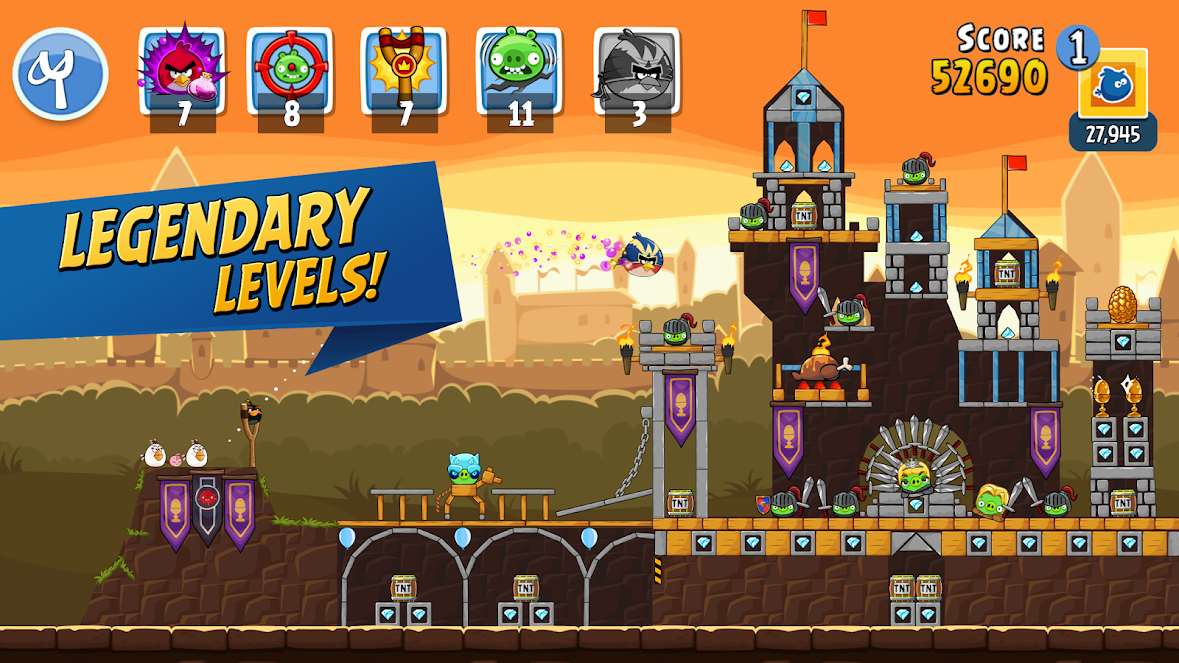 7
8
7
11
3
SCORE
52690
1
27,945
LEGENDARY
LEVELS!
TNT
TNT
TNT
TNT
TNT
TNT
TNT
TNT